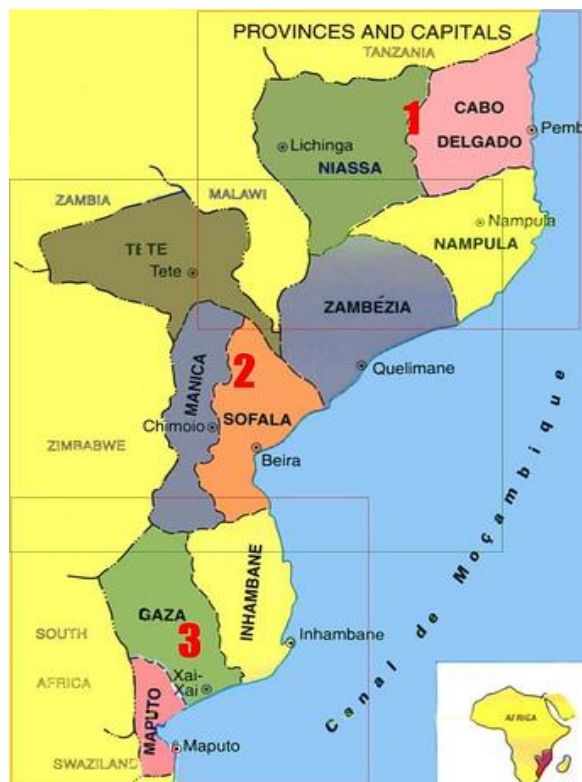 PROVINCES AND CAPITALS
TANZANIA
1
CABO
DELGADO
Pemb
Lichinga
NIASSA
MALAWI
ZAMBIA
Nampula
NAMPULA
TETE
Tete
ZAMBÉZIA
2
MANICA
Quelimane
SOFALA
Chimoio
ZIMBABWE
Beira
Canal de Moçambique
INHAMBANE
GAZA
3
SOUTH
AFRICA
Inhambane
Xai-
Xai
MAPUTO
Maputo
SWAZILAND
AFRICA